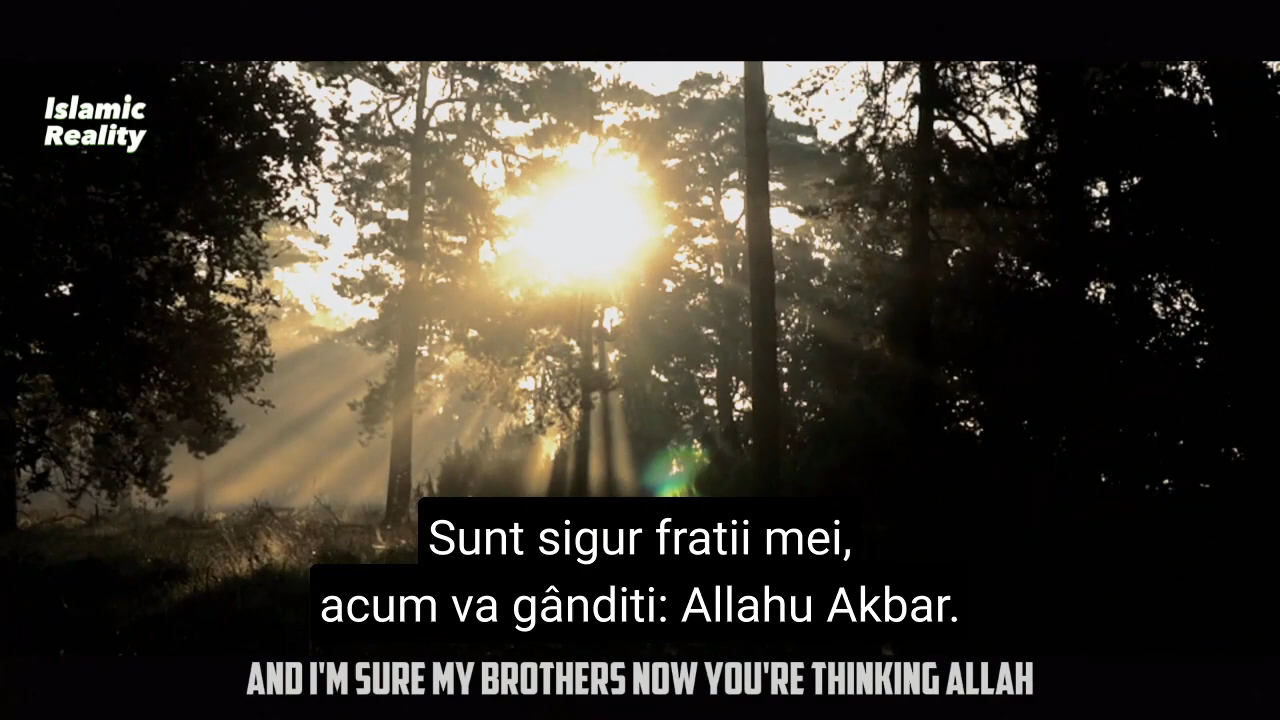 Islamic
Reality
Sunt sigur fratii mei,
acum va gânditi: Allahu Akbar.
AND I'M SURE MY BROTHERS NOW YOU'RE THINKING ALLAH